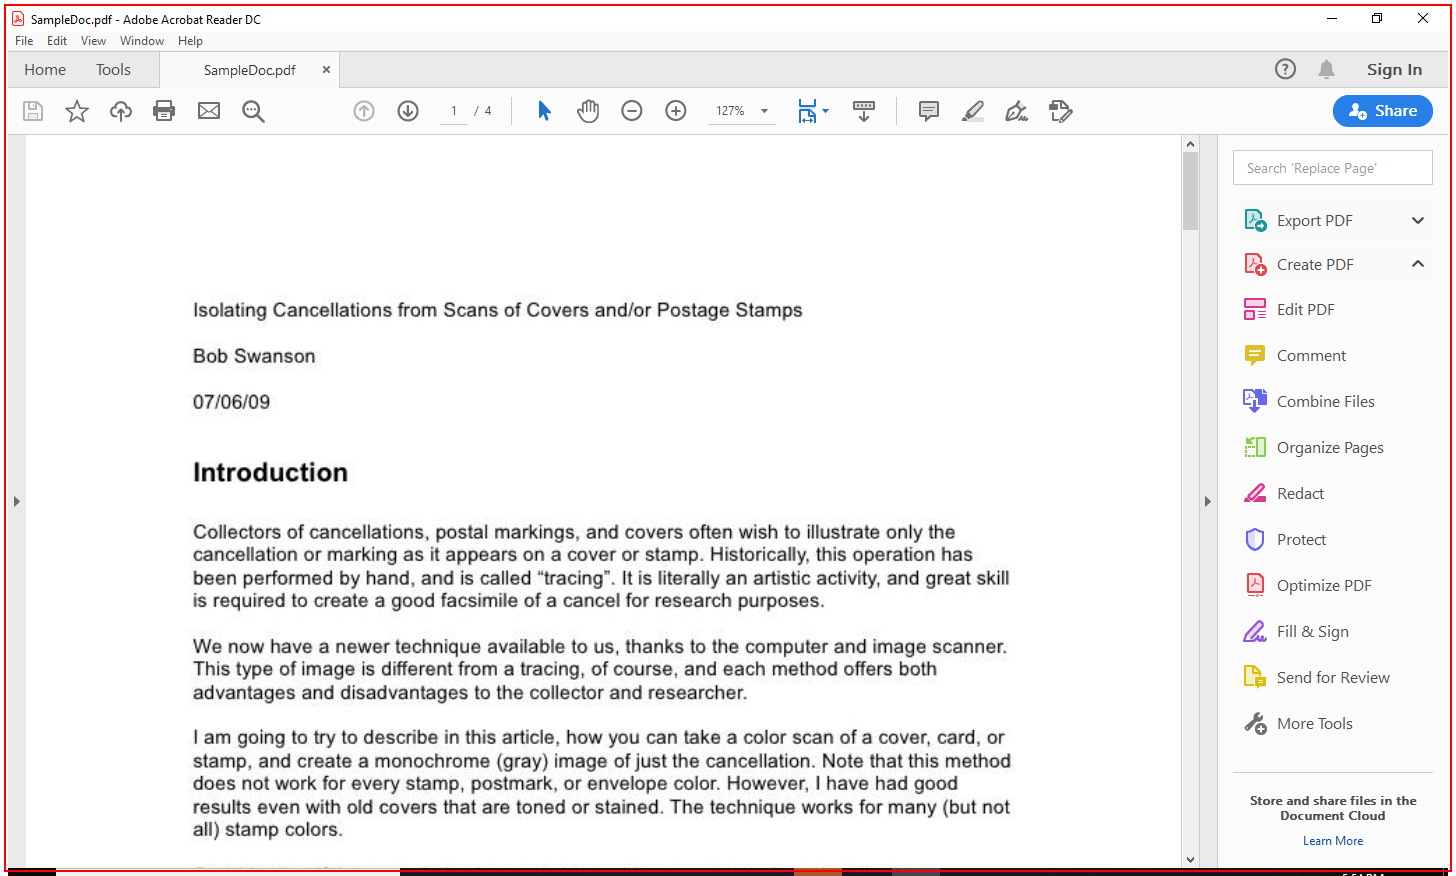 SampleDoc.pdf - Adobe Acrobat Reader DC
File Edit View Window Help
Home Tools SampleDoc.pdf × ? Sign In
1 / 4 127% Share
Search 'Replace Page'
Export PDF
Create PDF
Edit PDF
Comment
Combine Files
Organize Pages
Redact
Protect
Optimize PDF
Fill & Sign
Send for Review
More Tools
Store and share files in the
Document Cloud
Learn More
Isolating Cancellations from Scans of Covers and/or Postage Stamps
Bob Swanson
07/06/09
Introduction
Collectors of cancellations, postal markings, and covers often wish to illustrate only the
cancellation or marking as it appears on a cover or stamp. Historically, this operation has
been performed by hand, and is called “tracing”. It is literally an artistic activity, and great skill
is required to create a good facsimile of a cancel for research purposes.
We now have a newer technique available to us, thanks to the computer and image scanner.
This type of image is different from a tracing, of course, and each method offers both
advantages and disadvantages to the collector and researcher.
I am going to try to describe in this article, how you can take a color scan of a cover, card, or
stamp, and create a monochrome (gray) image of just the cancellation. Note that this method
does not work for every stamp, postmark, or envelope color. However, I have had good
results even with old covers that are toned or stained. The technique works for many (but not
all) stamp colors.